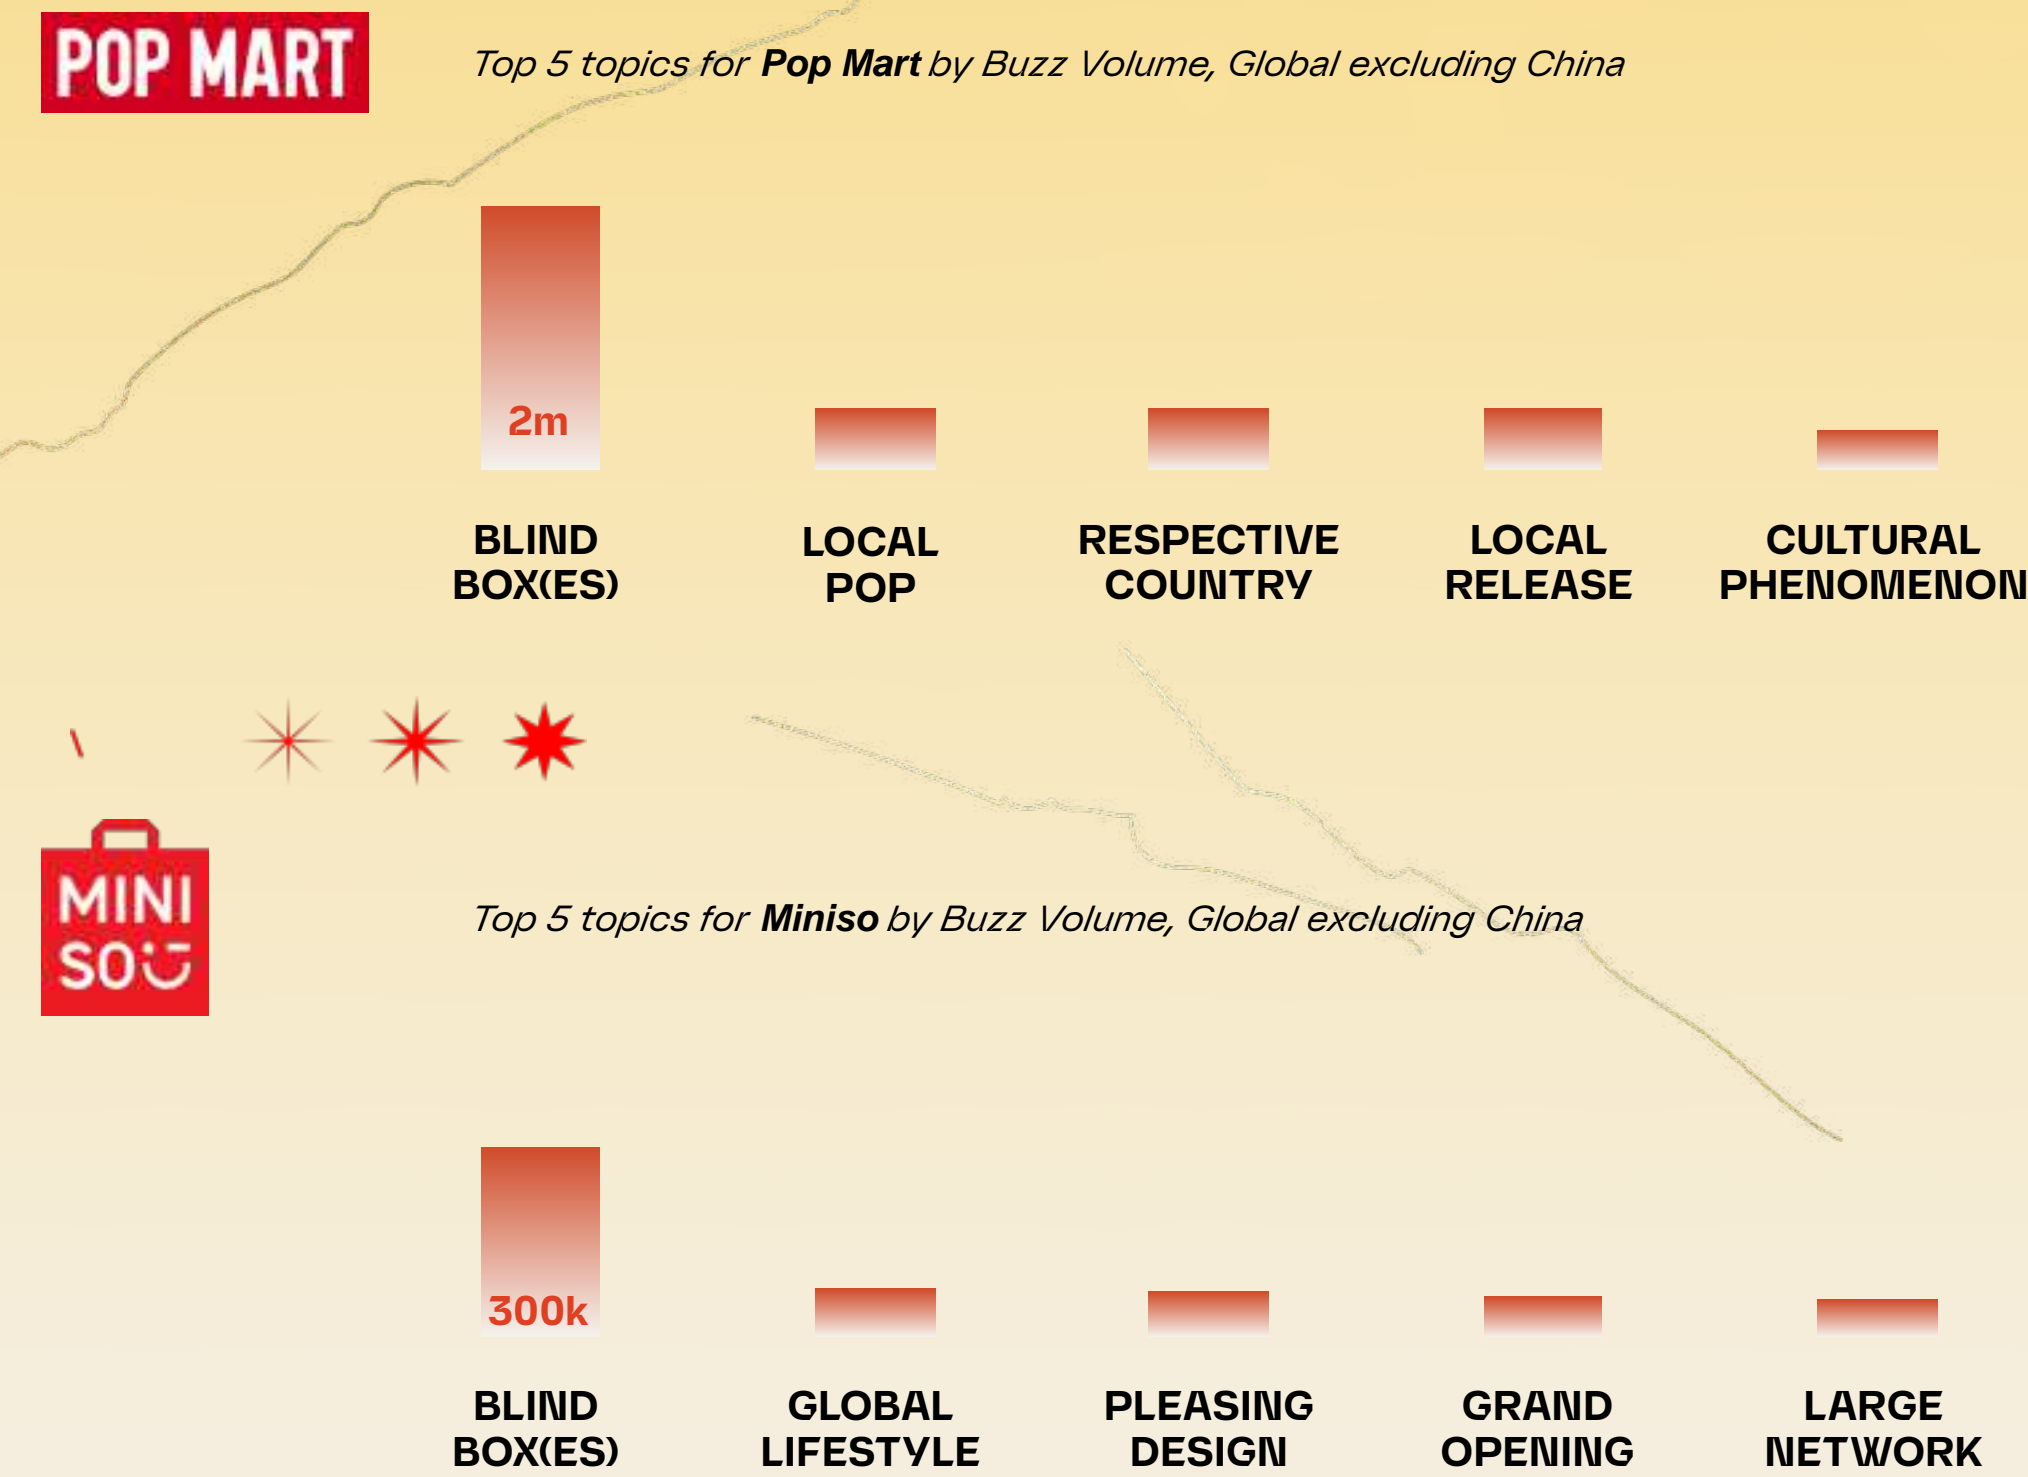 POP MART
Top 5 topics for Pop Mart by Buzz Volume, Global excluding China
2m
BLIND
BOX(ES)
LOCAL
POP
RESPECTIVE
COUNTRY
LOCAL
RELEASE
CULTURAL
PHENOMENON
MINI
SO
Top 5 topics for Miniso by Buzz Volume, Global excluding China
300k
BLIND
BOX(ES)
GLOBAL
LIFESTYLE
PLEASING
DESIGN
GRAND
OPENING
LARGE
NETWORK